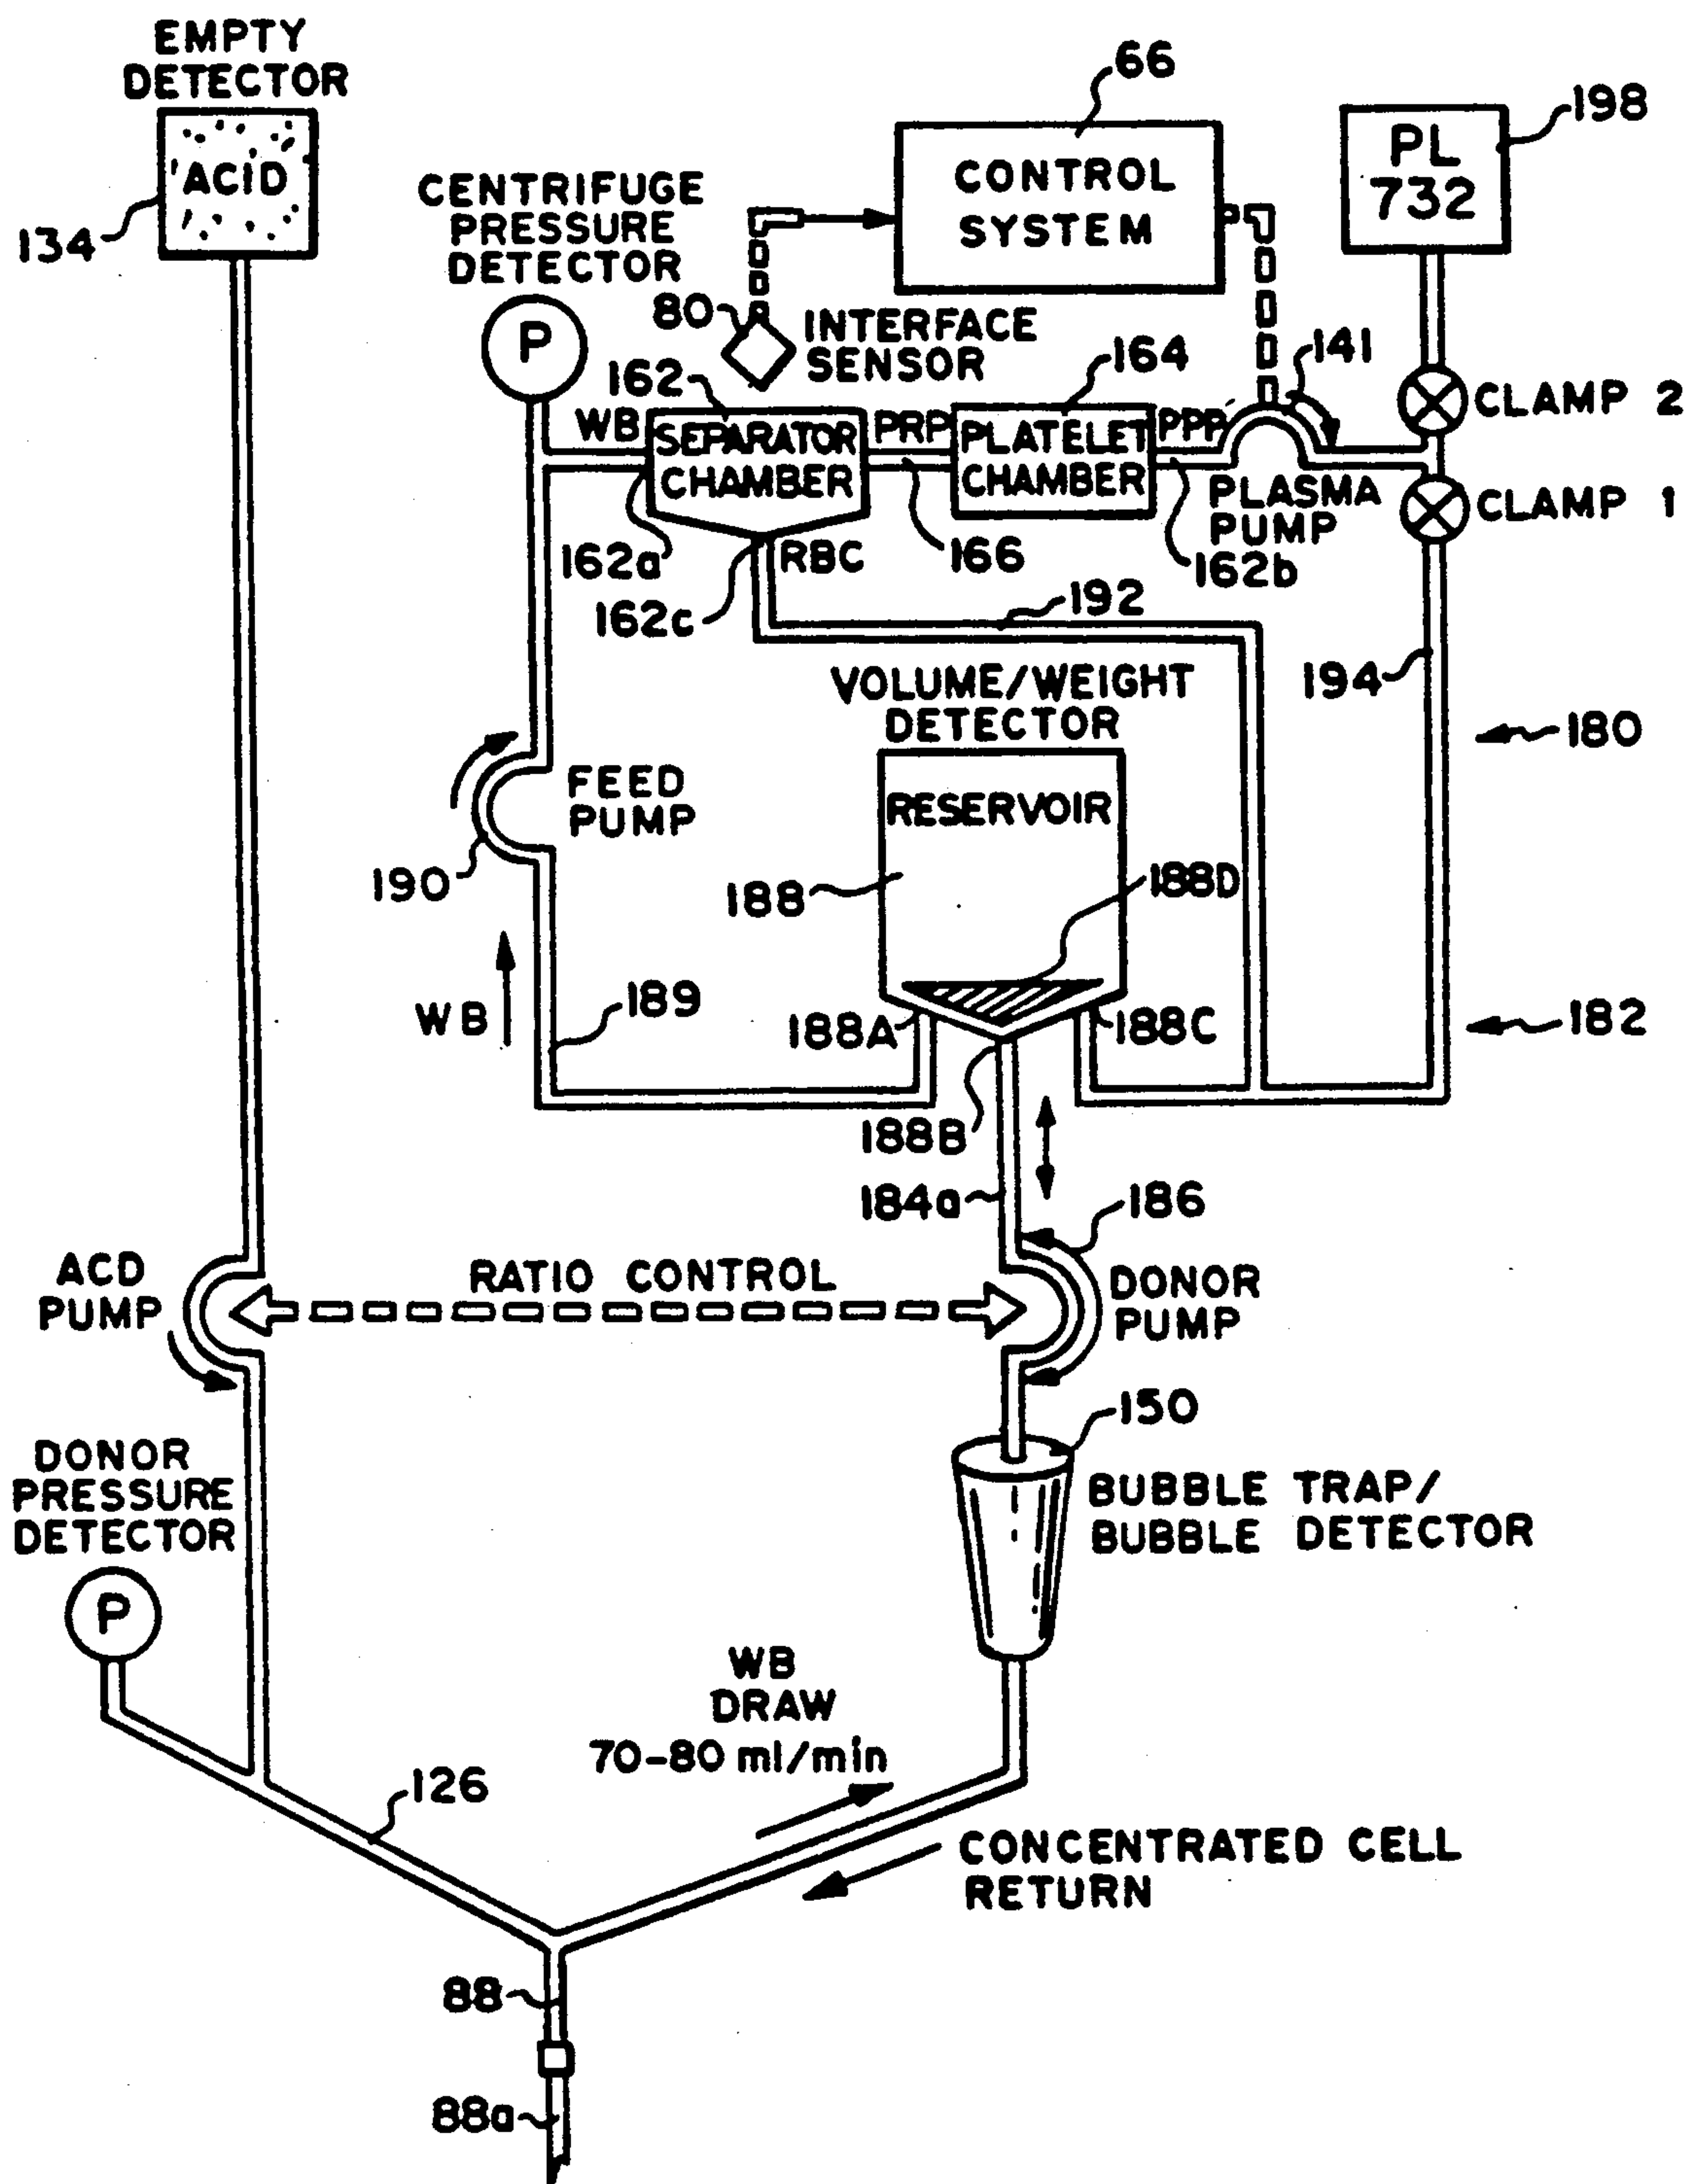 EMPTY
DETECTOR
ACID
134
66
CONTROL
SYSTEM
198
PL
732
CENTRIFUGE
PRESSURE
DETECTOR
P
80
INTERFACE
SENSOR
162
164
141
CLAMP 2
WB
SEPARATOR
CHAMBER
PRP
PLATELET
CHAMBER
PPP
PLASMA
PUMP
CLAMP 1
162a
RBC
166
162b
162c
192
194
VOLUME/WEIGHT
DETECTOR
180
FEED
PUMP
RESERVOIR
190
188
188D
WB
189
188A
188C
182
188B
184a
186
ACD
PUMP
RATIO CONTROL
DONOR
PUMP
150
DONOR
PRESSURE
DETECTOR
BUBBLE TRAP/
BUBBLE DETECTOR
P
WB
DRAW
70-80 ml/min
126
CONCENTRATED CELL
RETURN
88
88a